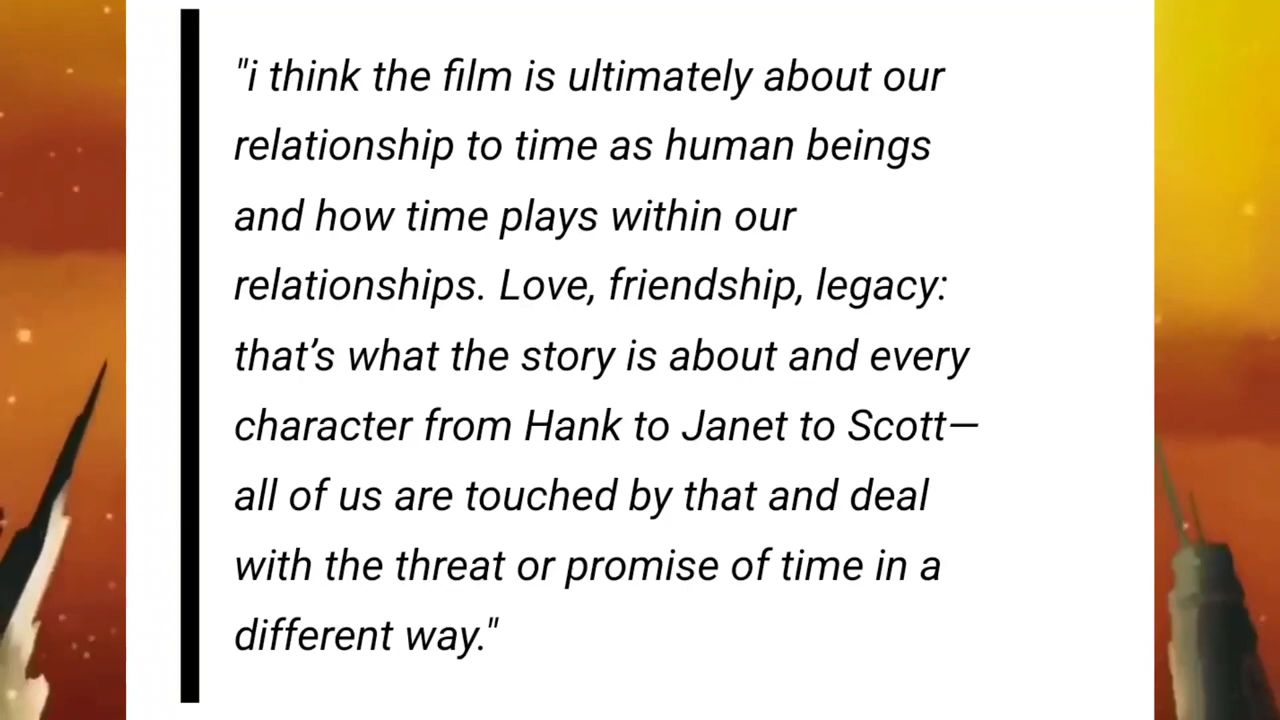 "i think the film is ultimately about our
relationship to time as human beings
and how time plays within our
relationships. Love, friendship, legacy:
that’s what the story is about and every
character from Hank to Janet to Scott—
all of us are touched by that and deal
with the threat or promise of time in a
different way."